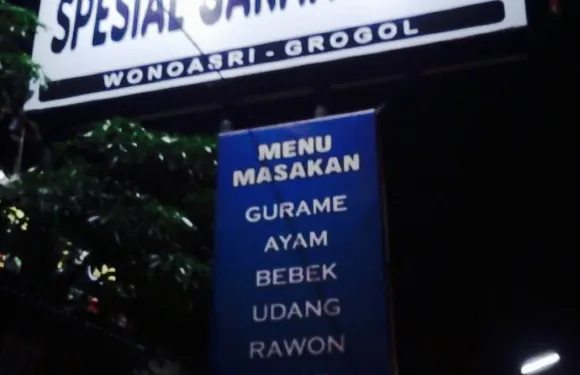 SPESIAL
WONOASRI - GROGOL
MENU
MASAKAN
GURAME
AYAM
BEBEK
UDANG
RAWON